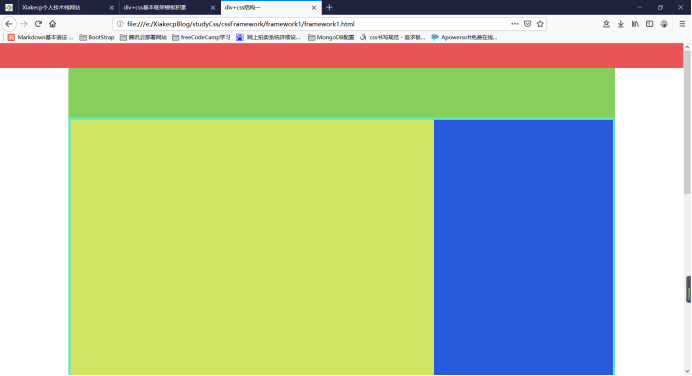 Xiakecp个人技术栈网站
div+css基本框架模板积累
div+css结构一
file:///e:/XiakecpBlog/studyCss/cssFramework/framework1/framework1.html
Markdown基本语法 ...
BootStrap
腾讯云部署网站
freeCodeCamp学习
网上拍卖系统详细设...
MongoDB配置
css书写规范 - 追求极...
Apowersoft免费在线...